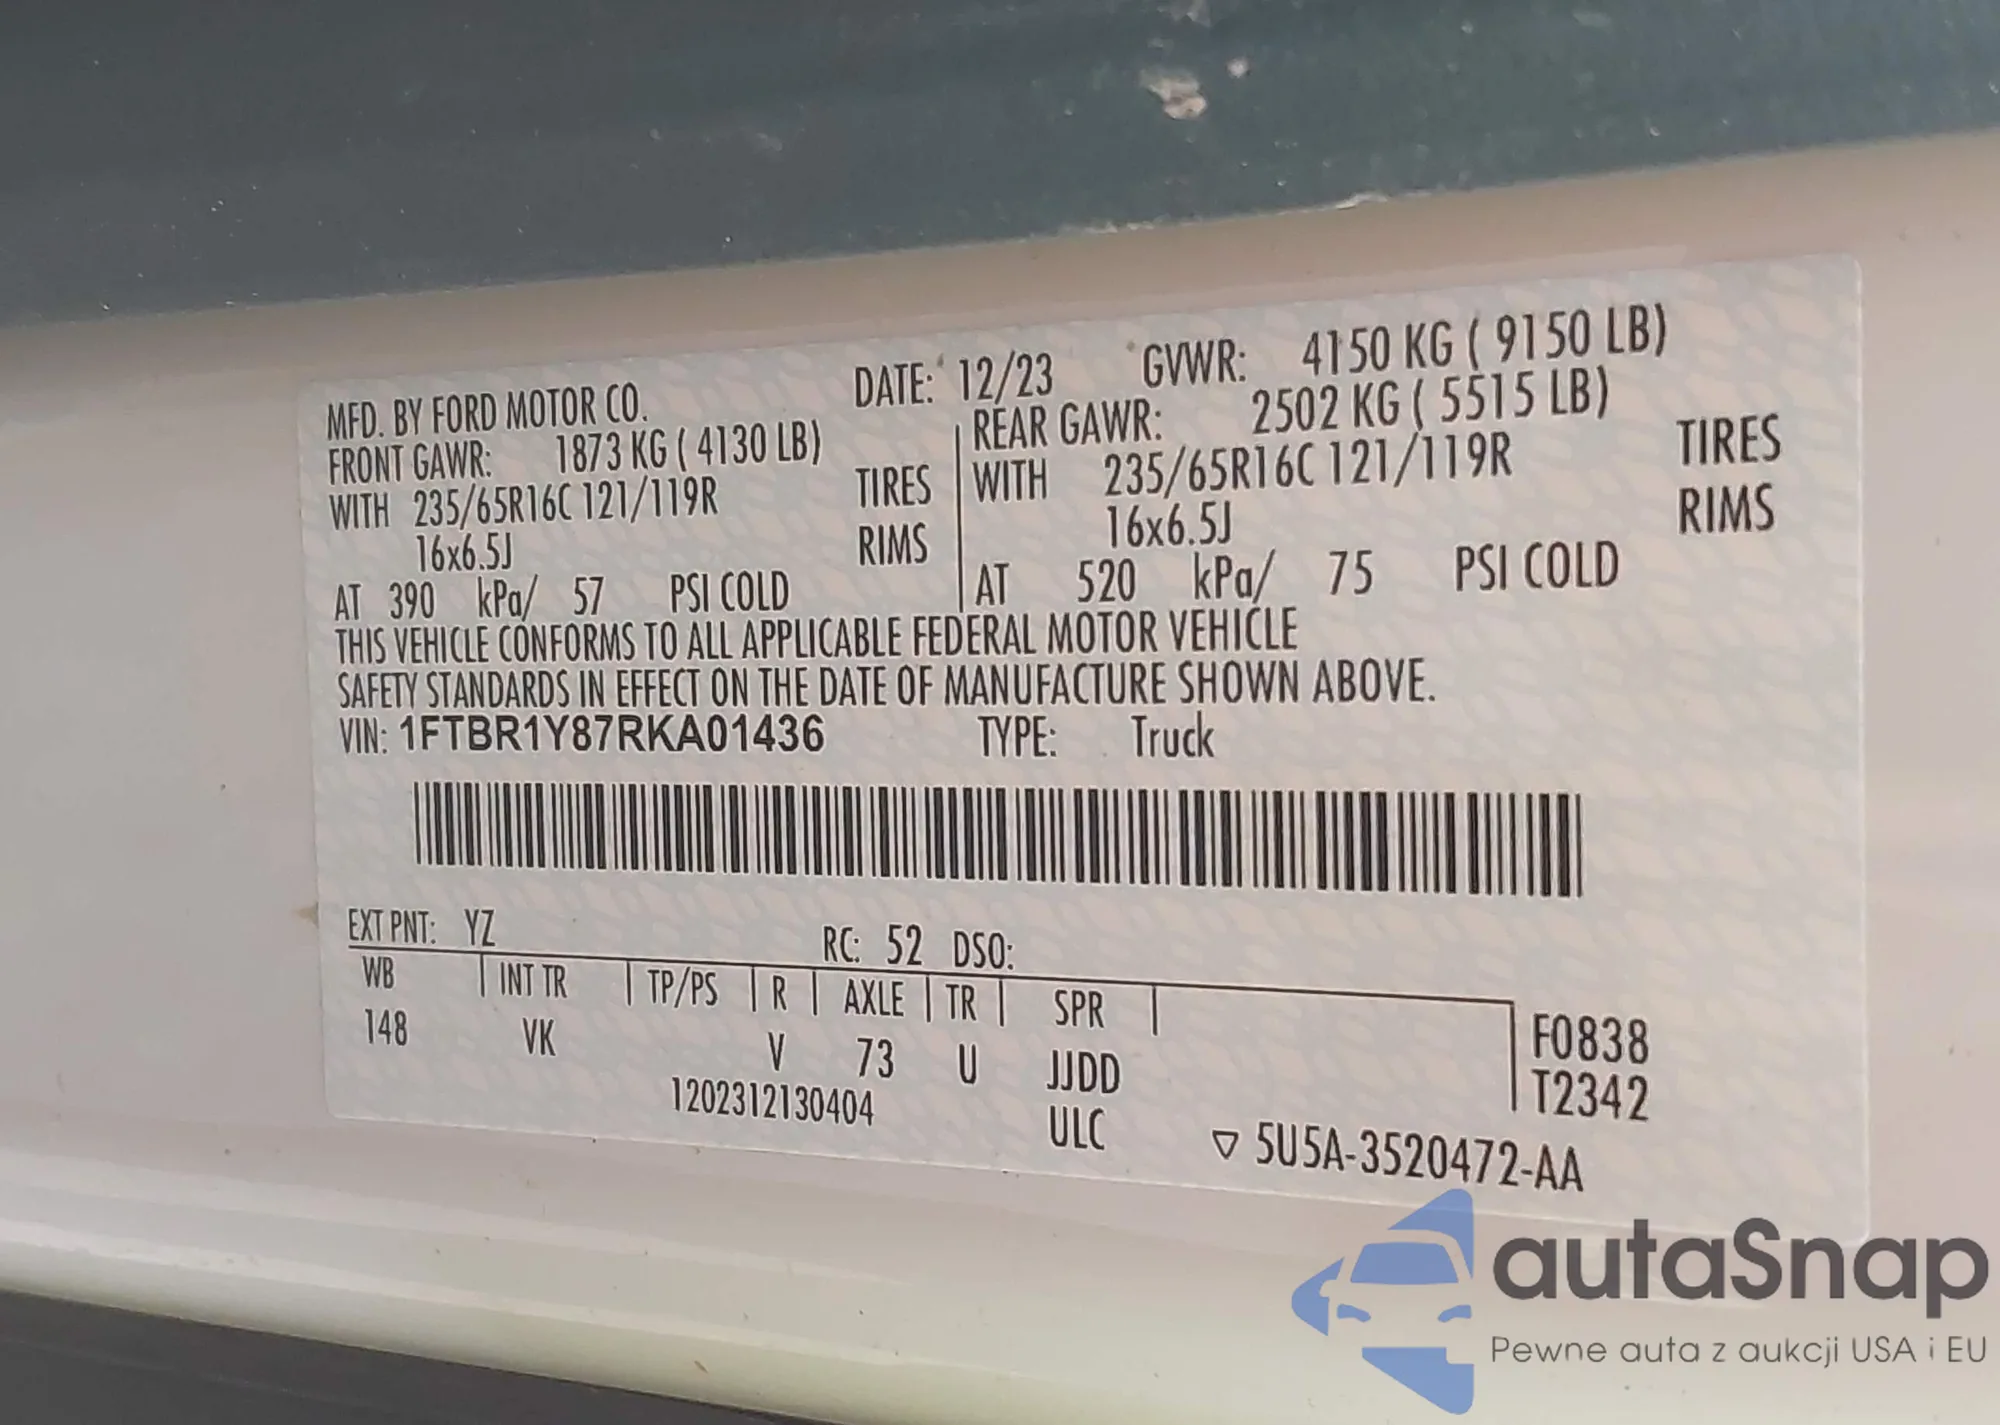 MFD. BY FORD MOTOR CO. DATE: 12/23 GVWR: 4150 KG ( 9150 LB)
FRONT GAWR: 1873 KG ( 4130 LB) REAR GAWR: 2502 KG ( 5515 LB)
WITH 235/65R16C 121/119R TIRES WITH 235/65R16C 121/119R TIRES
16x6.5J RIMS 16x6.5J RIMS
AT 390 kPa/ 57 PSI COLD AT 520 kPa/ 75 PSI COLD
THIS VEHICLE CONFORMS TO ALL APPLICABLE FEDERAL MOTOR VEHICLE
SAFETY STANDARDS IN EFFECT ON THE DATE OF MANUFACTURE SHOWN ABOVE.
VIN: 1FTBR1Y87RKA01436 TYPE: Truck
EXT PNT: YZ RC: 52 DSO:
WB INT TR TP/PS R AXLE TR SPR F0838
148 VK V 73 U JJDD T2342
1202312130404 ULC ▽ 5U5A-3520472-AA
autaSnap
Pewne auta z aukcji USA i EU